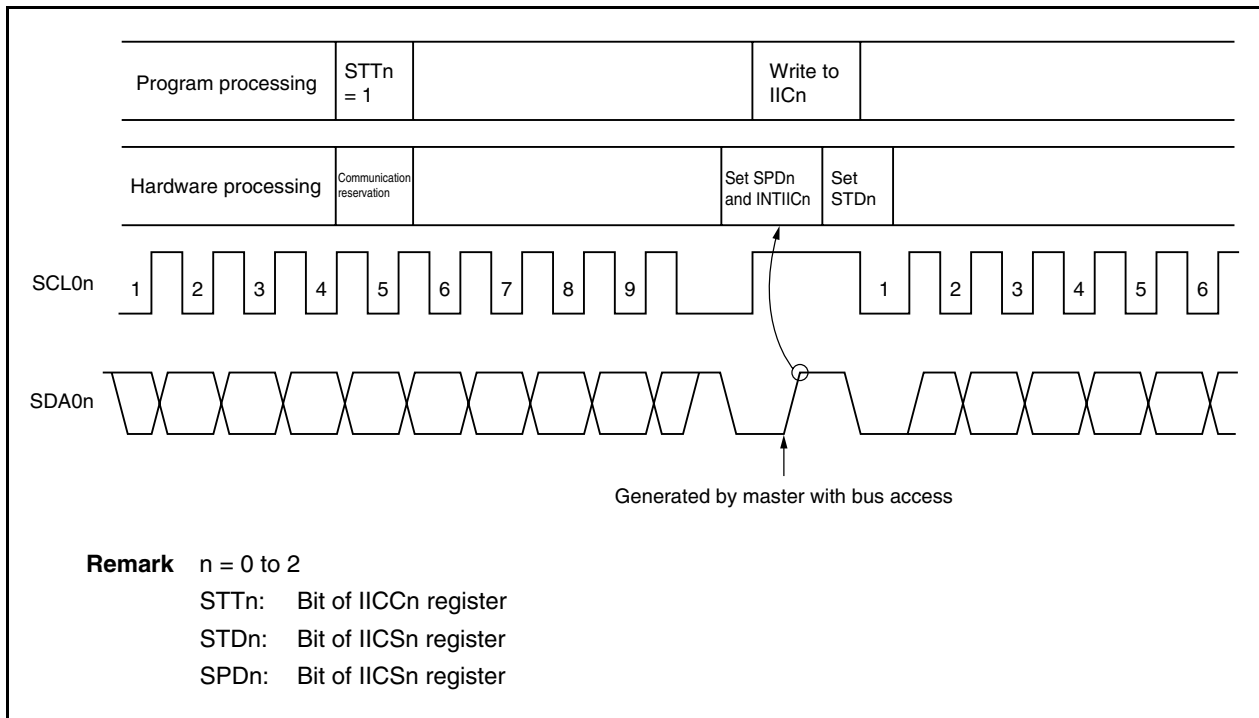 Program processing
STTn
= 1
Write to
IICn
Hardware processing
Communication
reservation
Set SPDn
and INTIICn
Set
STDn
SCL0n
1 2 3 4 5 6 7 8 9 1 2 3 4 5 6
SDA0n
Generated by master with bus access
Remark n = 0 to 2
STTn: Bit of IICCn register
STDn: Bit of IICSn register
SPDn: Bit of IICSn register